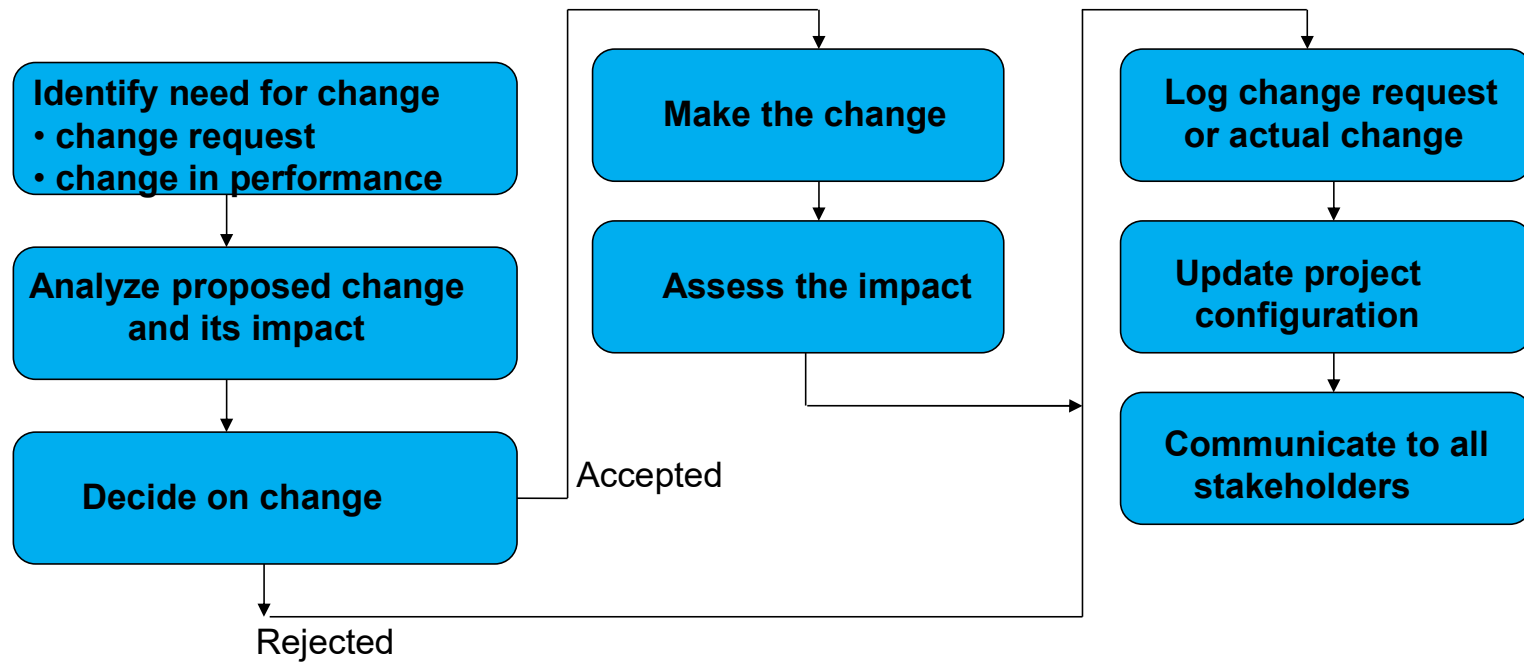 Identify need for change
• change request
• change in performance
Analyze proposed change
and its impact
Decide on change
Accepted
Rejected
Make the change
Assess the impact
Log change request
or actual change
Update project
configuration
Communicate to all
stakeholders